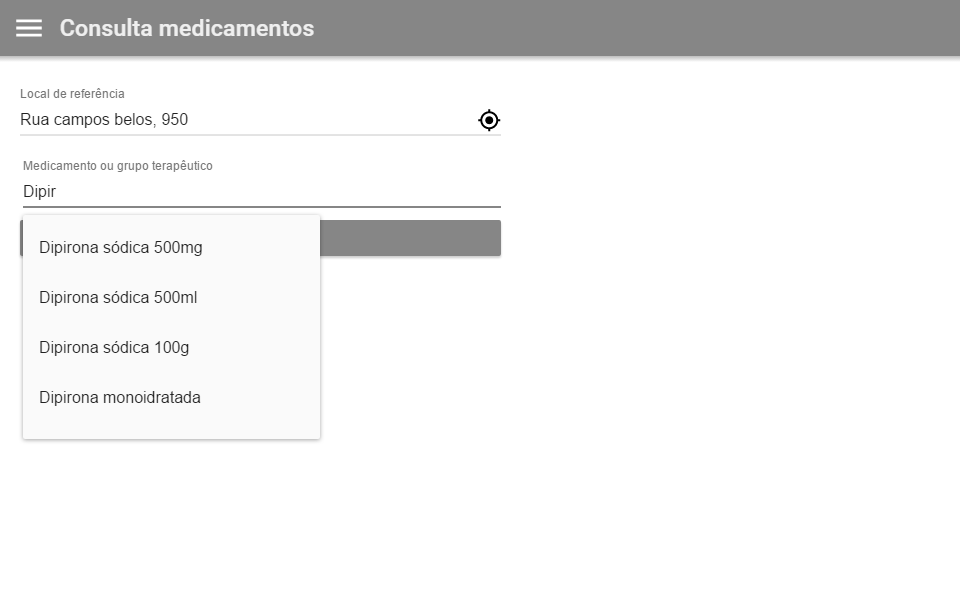 Consulta medicamentos
Local de referência
Rua campos belos, 950
Medicamento ou grupo terapêutico
Dipir
Dipirona sódica 500mg
Dipirona sódica 500ml
Dipirona sódica 100g
Dipirona monoidratada